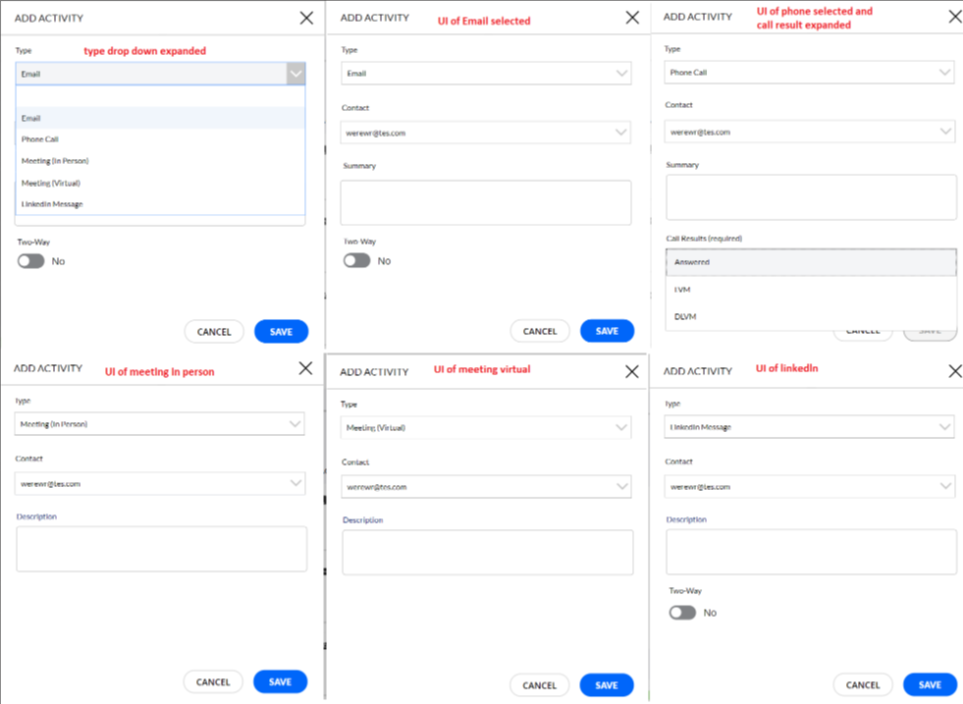 ADD ACTIVITY
Type
type drop down expanded
Email
Email
Phone Call
Meeting (In Person)
Meeting (Virtual)
LinkedIn Message
Two-Way
No
CANCEL SAVE
ADD ACTIVITY
UI of Email selected
Type
Email
Contact
werewr@tes.com
Summary
Two-Way
No
CANCEL SAVE
ADD ACTIVITY
UI of phone selected and
call result expanded
Type
Phone Call
Contact
werewr@tes.com
Summary
Call Results (required)
Answered
LVM
DLVM
CANCEL SAVE
ADD ACTIVITY
UI of meeting in person
Type
Meeting (In Person)
Contact
werewr@tes.com
Description
CANCEL SAVE
ADD ACTIVITY
UI of meeting virtual
Type
Meeting (Virtual)
Contact
werewr@tes.com
Description
CANCEL SAVE
ADD ACTIVITY
UI of linkedIn
Type
LinkedIn Message
Contact
werewr@tes.com
Description
Two-Way
No
CANCEL SAVE